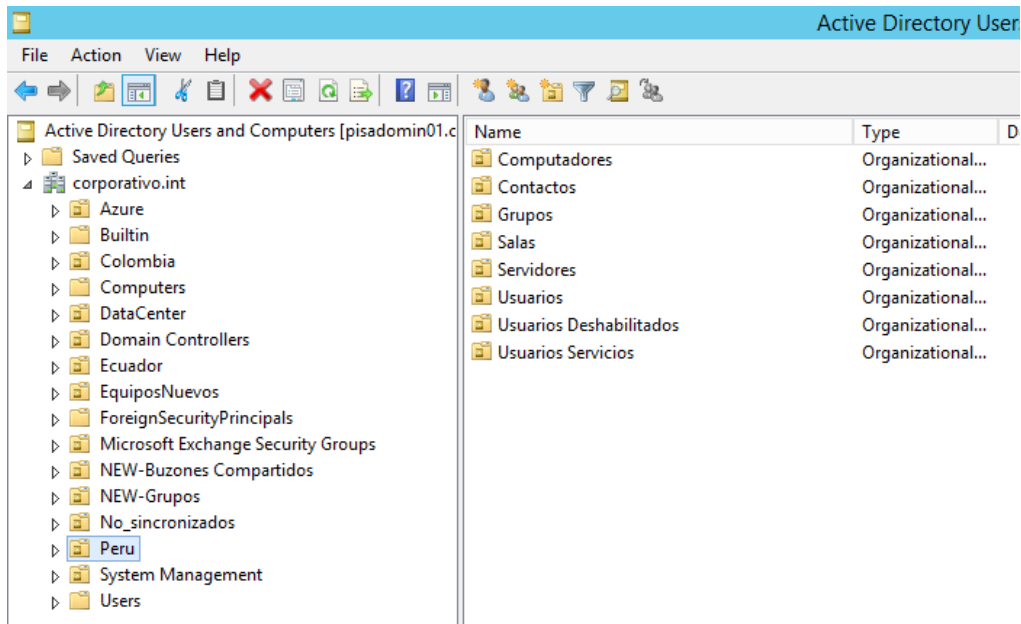 Active Directory User
File Action View Help
Active Directory Users and Computers [pisadomin01.c
Saved Queries
corporativo.int
Azure
Builtin
Colombia
Computers
DataCenter
Domain Controllers
Ecuador
EquiposNuevos
ForeignSecurityPrincipals
Microsoft Exchange Security Groups
NEW-Buzones Compartidos
NEW-Grupos
No_sincronizados
Peru
System Management
Users
Name Type D
Computadores Organizational...
Contactos Organizational...
Grupos Organizational...
Salas Organizational...
Servidores Organizational...
Usuarios Organizational...
Usuarios Deshabilitados Organizational...
Usuarios Servicios Organizational...